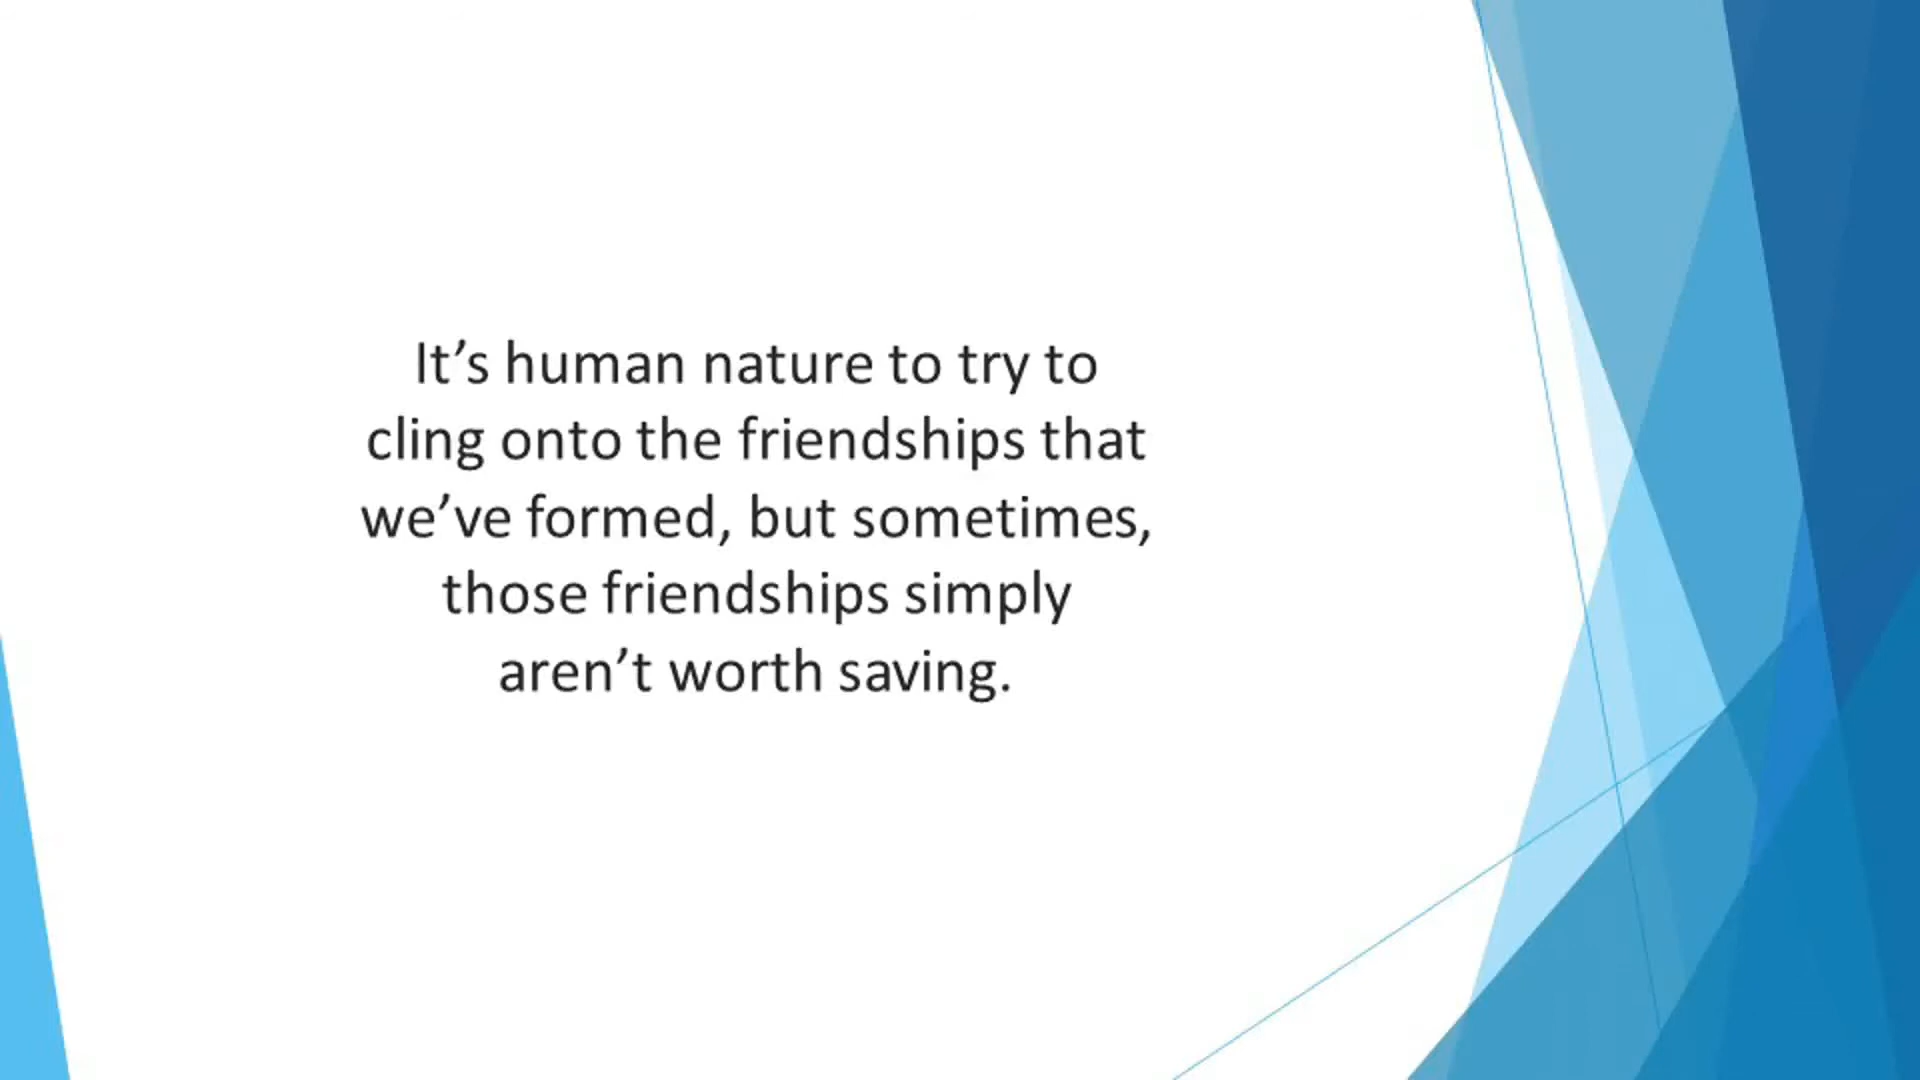 It’s human nature to try to
cling onto the friendships that
we’ve formed, but sometimes,
those friendships simply
aren’t worth saving.